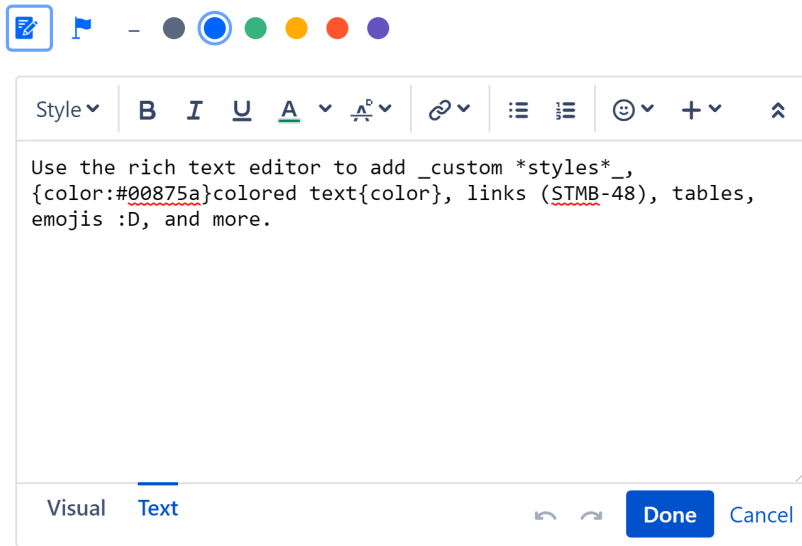 Style
B I U A
Use the rich text editor to add _custom *styles*_,
{color:#00875a}colored text{color}, links (STMB-48), tables,
emojis :D, and more.
Visual Text Done Cancel